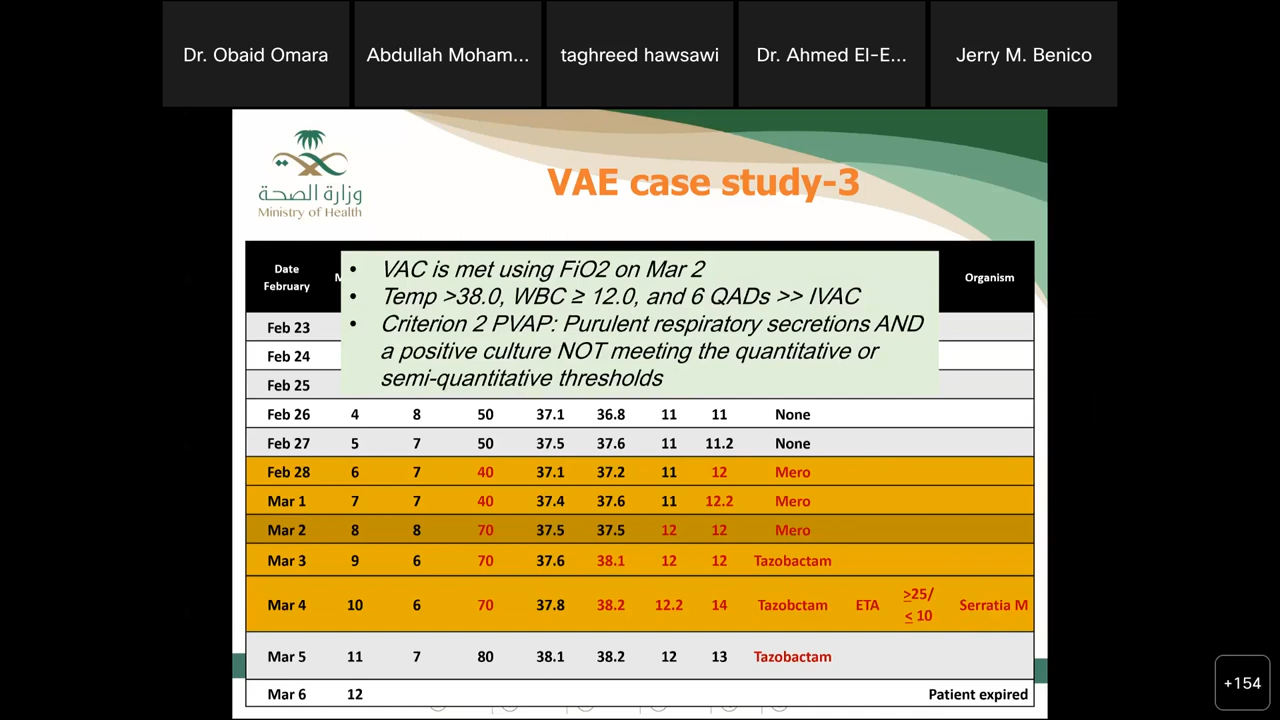 Dr. Obaid Omara
Abdullah Moham...
taghreed hawsawi
Dr. Ahmed El-E...
Jerry M. Benico
وزارة الصحة
Ministry of Health
VAE case study-3
Date
February
M
Organism
• VAC is met using FiO2 on Mar 2
• Temp >38.0, WBC ≥ 12.0, and 6 QADs >> IVAC
• Criterion 2 PVAP: Purulent respiratory secretions AND
a positive culture NOT meeting the quantitative or
semi-quantitative thresholds
Feb 23
Feb 24
Feb 25
Feb 26 4 8 50 37.1 36.8 11 11 None
Feb 27 5 7 50 37.5 37.6 11 11.2 None
Feb 28 6 7 40 37.1 37.2 11 12 Mero
Mar 1 7 7 40 37.4 37.6 11 12.2 Mero
Mar 2 8 8 70 37.5 37.5 12 12 Mero
Mar 3 9 6 70 37.6 38.1 12 12 Tazobactam
Mar 4 10 6 70 37.8 38.2 12.2 14 Tazobctam ETA ≥25/ ≤ 10 Serratia M
Mar 5 11 7 80 38.1 38.2 12 13 Tazobactam
Mar 6 12 Patient expired
+154